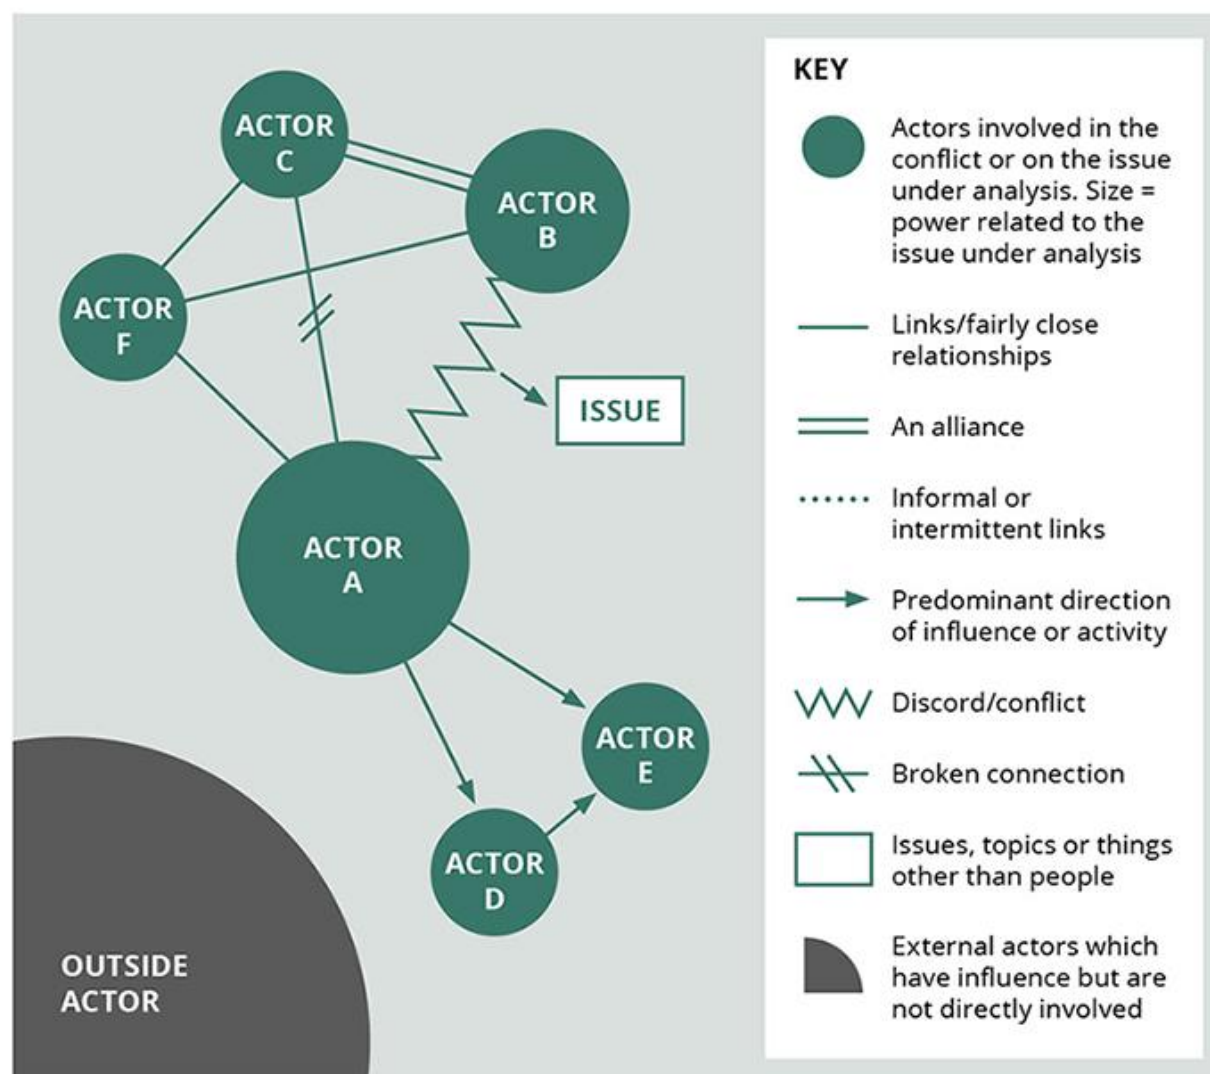 ACTOR
C
ACTOR
B
ACTOR
F
ISSUE
ACTOR
A
ACTOR
E
ACTOR
D
OUTSIDE
ACTOR
KEY
Actors involved in the
conflict or on the issue
under analysis. Size =
power related to the
issue under analysis
Links/fairly close
relationships
An alliance
Informal or
intermittent links
Predominant direction
of influence or activity
Discord/conflict
Broken connection
Issues, topics or things
other than people
External actors which
have influence but are
not directly involved